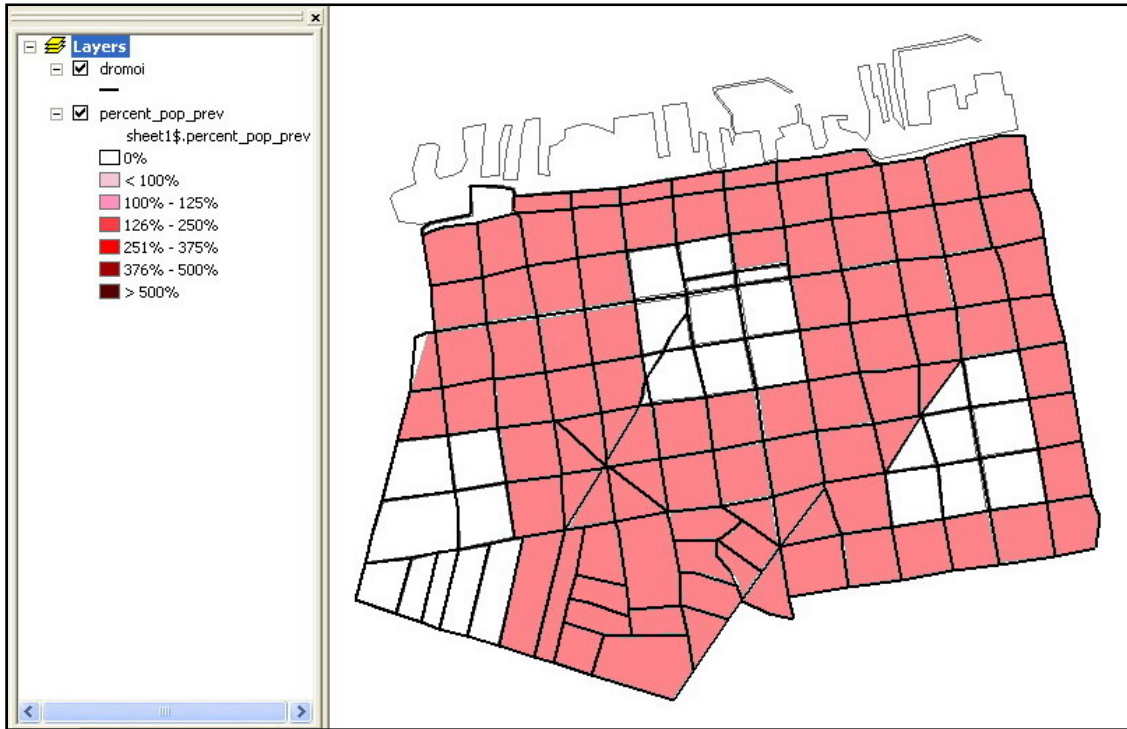 Layers
dromoi
percent_pop_prev
sheet1$.percent_pop_prev
0%
< 100%
100% - 125%
126% - 250%
251% - 375%
376% - 500%
> 500%